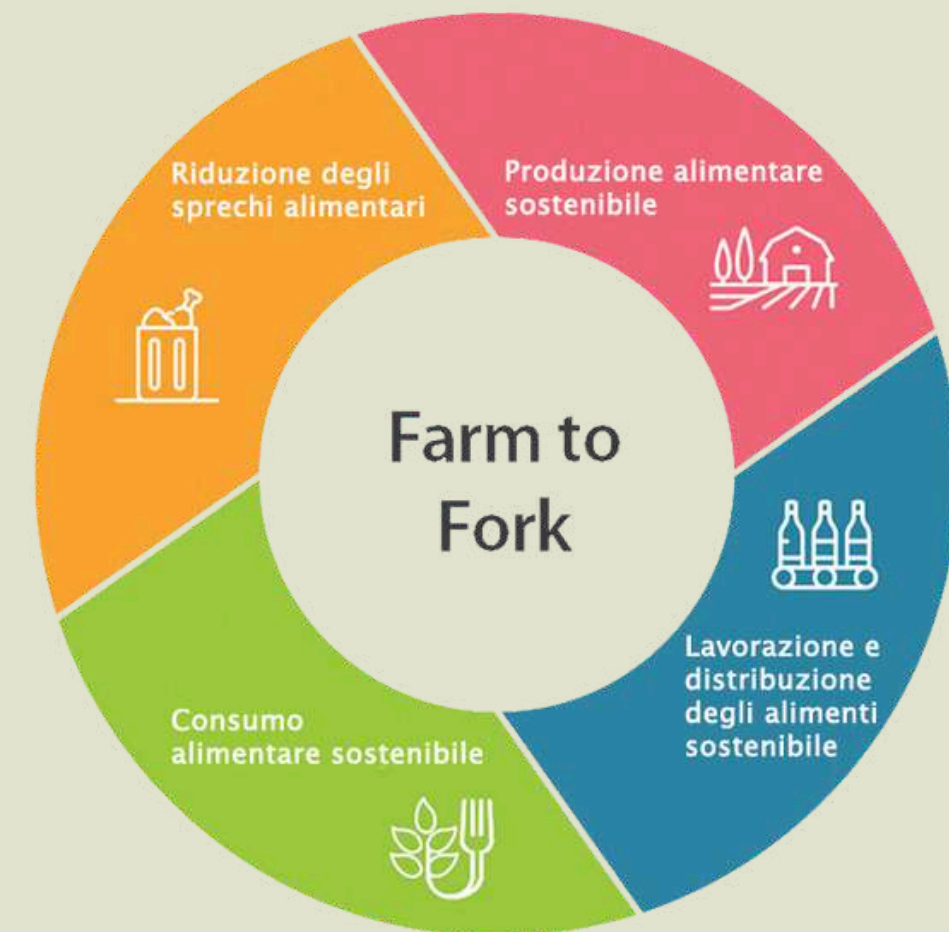 Riduzione degli
sprechi alimentari
Produzione alimentare
sostenibile
Farm to
Fork
Lavorazione e
distribuzione
degli alimenti
sostenibile
Consumo
alimentare sostenibile